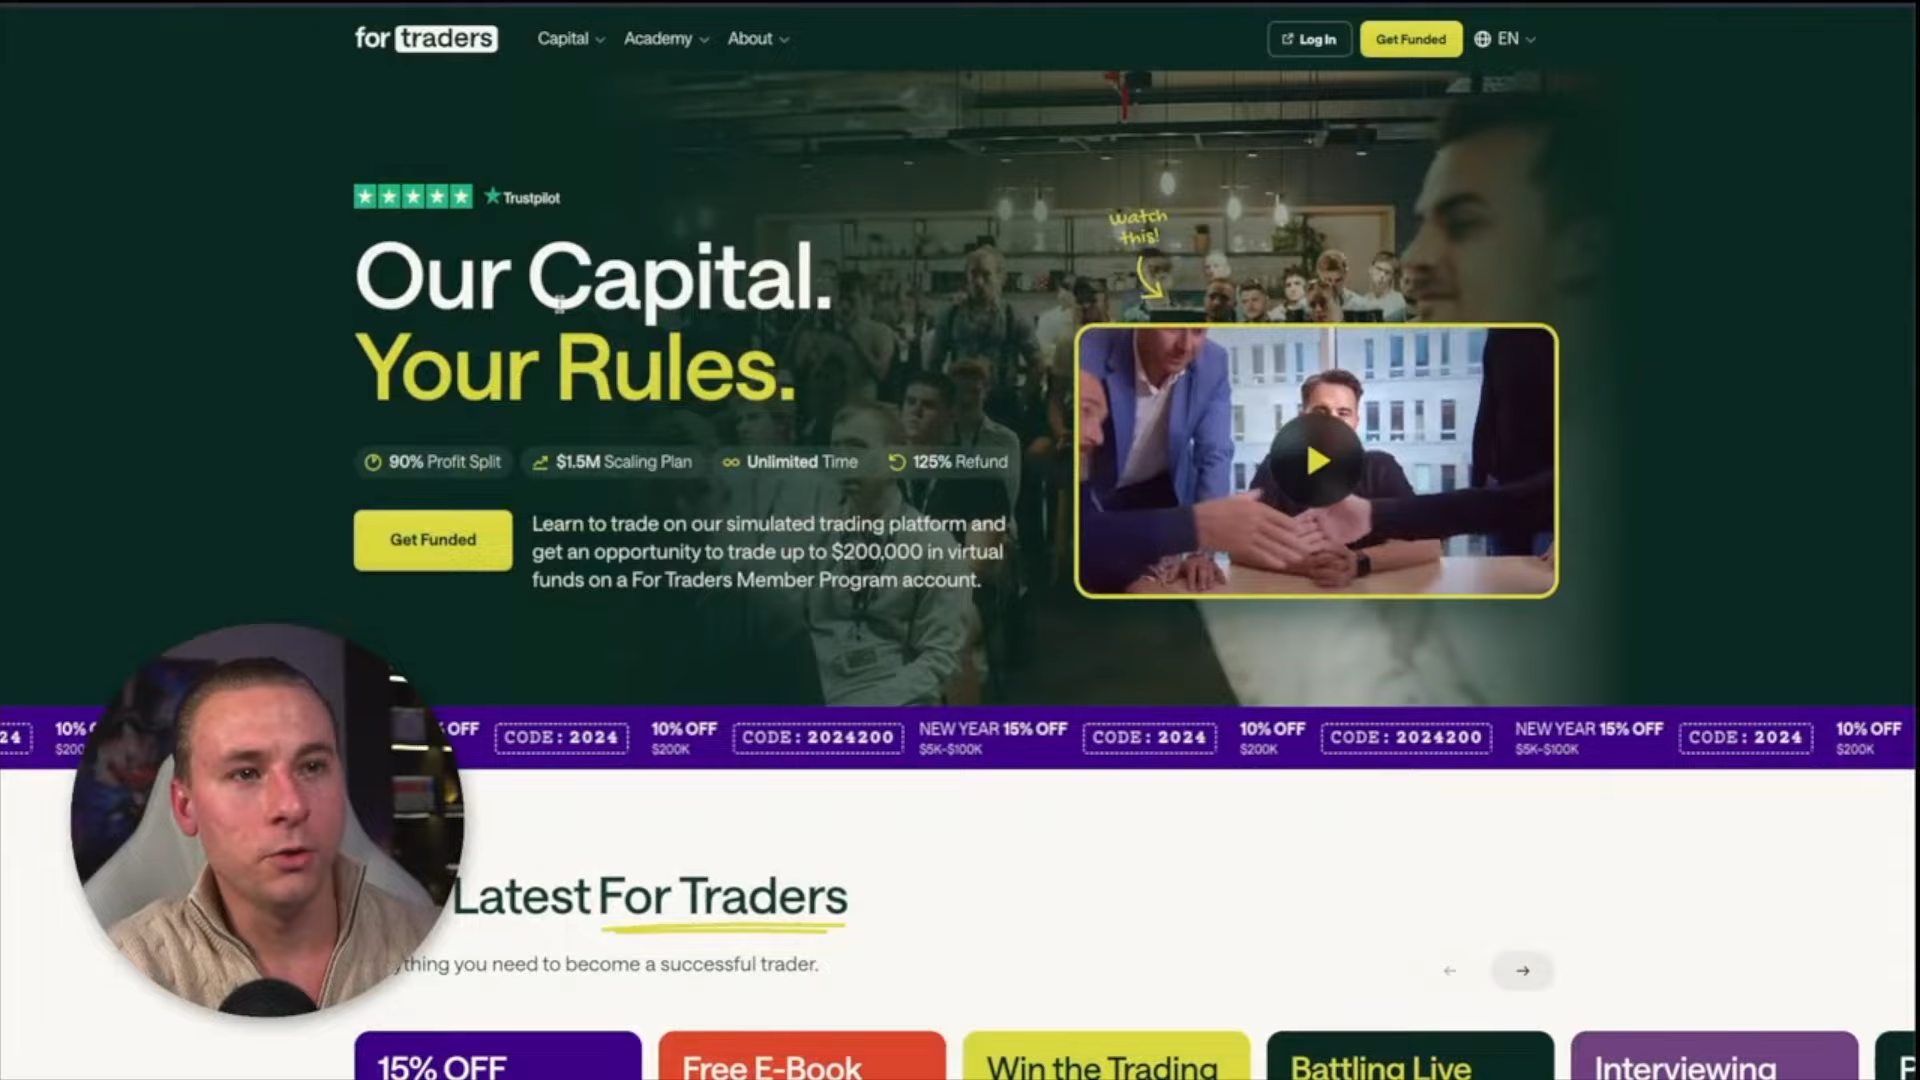 for traders
Capital
Academy
About
Log In
Get Funded
EN
Trustpilot
Our Capital.
Your Rules.
watch
this!
90% Profit Split
$1.5M Scaling Plan
Unlimited Time
125% Refund
Get Funded
Learn to trade on our simulated trading platform and
get an opportunity to trade up to $200,000 in virtual
funds on a For Traders Member Program account.
24
10%
$200
OFF
CODE: 2024
10% OFF
$200K
CODE: 2024200
NEW YEAR 15% OFF
$5K-$100K
CODE: 2024
10% OFF
$200K
CODE: 2024200
NEW YEAR 15% OFF
$5K-$100K
CODE: 2024
10% OFF
$200K
Latest For Traders
thing you need to become a successful trader.
15% OFF
Free E-Book
Win the Trading
Battling Live
Interviewing